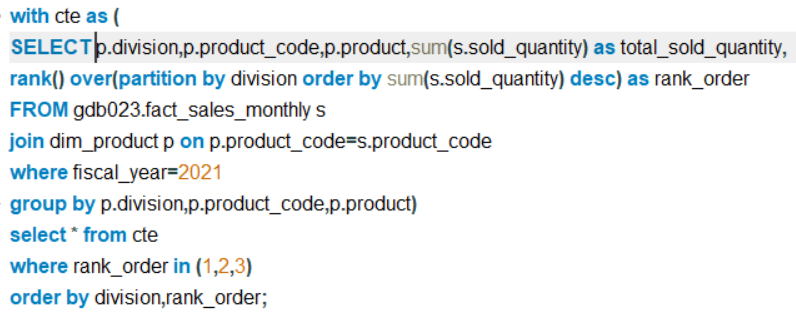 with cte as (
SELECT p.division,p.product_code,p.product,sum(s.sold_quantity) as total_sold_quantity,
rank() over(partition by division order by sum(s.sold_quantity) desc) as rank_order
FROM gdb023.fact_sales_monthly s
join dim_product p on p.product_code=s.product_code
where fiscal_year=2021
group by p.division,p.product_code,p.product)
select * from cte
where rank_order in (1,2,3)
order by division,rank_order;